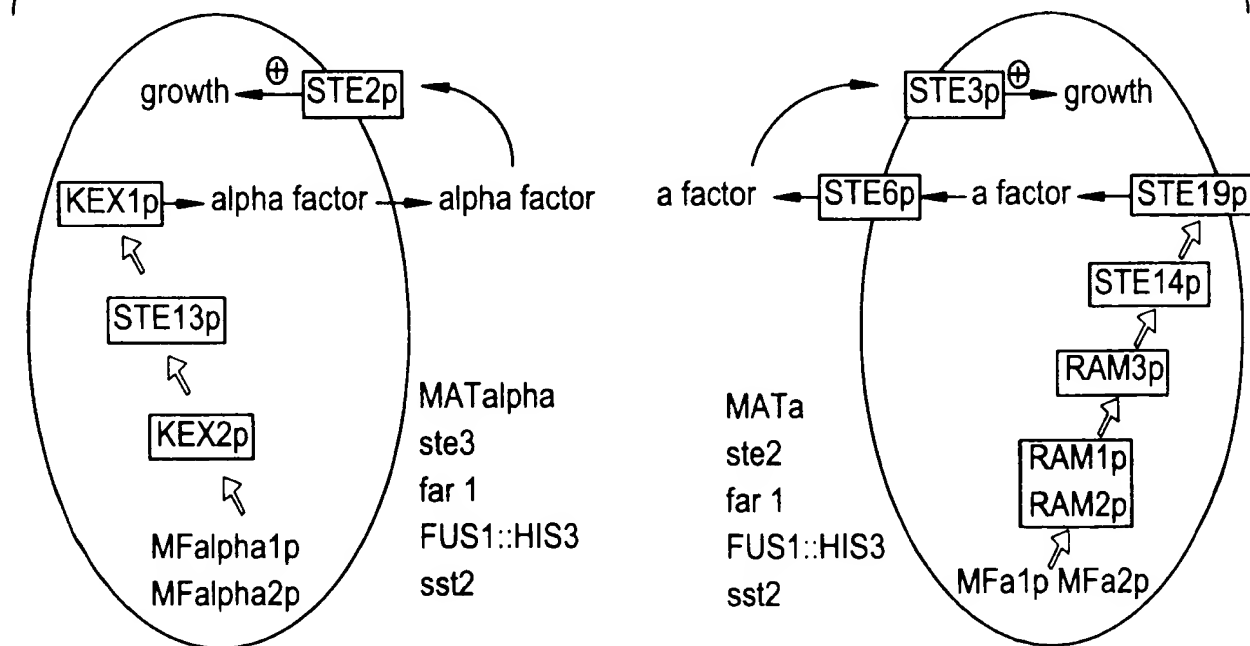 growth ⊕ STE2p
KEX1p alpha factor alpha factor
STE13p
KEX2p
MFalpha1p
MFalpha2p
MATalpha
ste3
far 1
FUS1::HIS3
sst2
STE3p ⊕ growth
a factor STE6p a factor STE19p
STE14p
RAM3p
RAM1p
RAM2p
MFa1p MFa2p
MATa
ste2
far 1
FUS1::HIS3
sst2